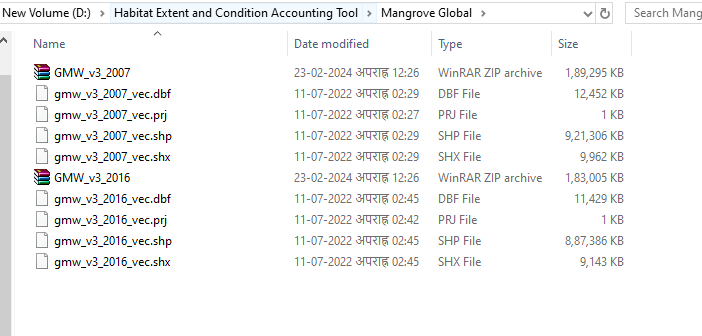 New Volume (D:) > Habitat Extent and Condition Accounting Tool > Mangrove Global > Search Mang
Name Date modified Type Size
GMW_v3_2007 23-02-2024 अपराह्न 12:26 WinRAR ZIP archive 1,89,295 KB
gmw_v3_2007_vec.dbf 11-07-2022 अपराह्न 02:29 DBF File 12,452 KB
gmw_v3_2007_vec.prj 11-07-2022 अपराह्न 02:27 PRJ File 1 KB
gmw_v3_2007_vec.shp 11-07-2022 अपराह्न 02:29 SHP File 9,21,306 KB
gmw_v3_2007_vec.shx 11-07-2022 अपराह्न 02:29 SHX File 9,962 KB
GMW_v3_2016 23-02-2024 अपराह्न 12:26 WinRAR ZIP archive 1,83,005 KB
gmw_v3_2016_vec.dbf 11-07-2022 अपराह्न 02:45 DBF File 11,429 KB
gmw_v3_2016_vec.prj 11-07-2022 अपराह्न 02:42 PRJ File 1 KB
gmw_v3_2016_vec.shp 11-07-2022 अपराह्न 02:45 SHP File 8,87,386 KB
gmw_v3_2016_vec.shx 11-07-2022 अपराह्न 02:45 SHX File 9,143 KB